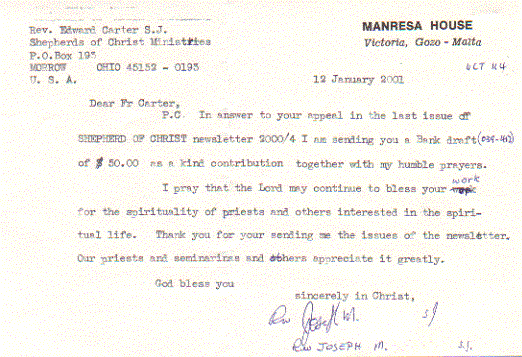 Rev. Edward Carter S.J.
Shepherds of Christ Ministries
P.O.Box 193
MORROW OHIO 45152 - 0193
U. S. A.
MANRESA HOUSE
Victoria, Gozo - Malta
12 January 2001
Dear Fr Carter,
P.C. In answer to your appeal in the last issue of
SHEPHERD OF CHRIST newsletter 2000/4 I am sending you a Bank draft
of $ 50.00 as a kind contribution together with my humble prayers.
I pray that the Lord may continue to bless your work
for the spirituality of priests and others interested in the spiri-
tual life. Thank you for your sending me the issues of the newsletter.
Our priests and seminarinas and others appreciate it greatly.
God bless you
sincerely in Christ,
Rev Joseph M. SJ
Rev JOSEPH M. S.J.